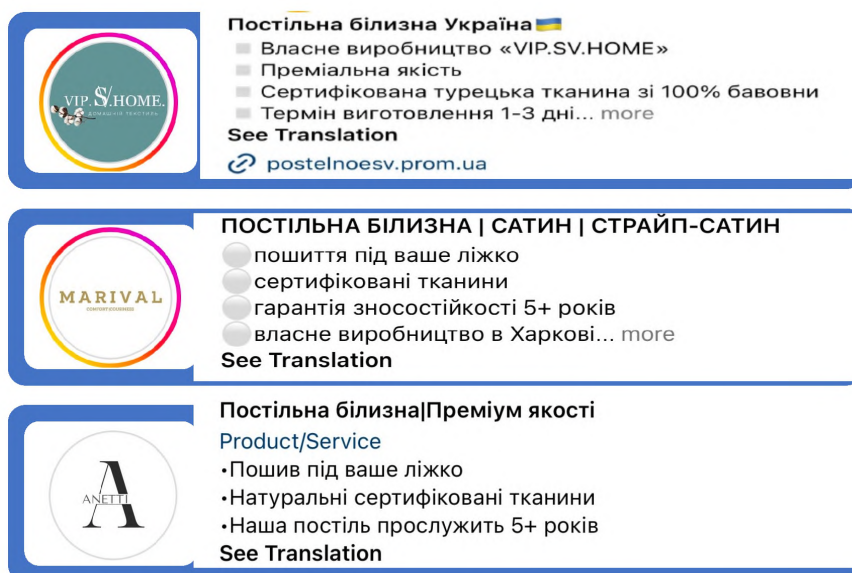 VIP.SV.HOME.
ДОМАШНІЙ ТЕКСТИЛЬ
Постільна білизна Україна🇺🇦
Власне виробництво «VIP.SV.HOME»
Преміальна якість
Сертифікована турецька тканина зі 100% бавовни
Термін виготовлення 1-3 дні... more
See Translation
postelnoesv.prom.ua
MARIVAL
ПОСТІЛЬНА БІЛИЗНА | САТИН | СТРАЙП-САТИН
пошиття під ваше ліжко
сертифіковані тканини
гарантія зносостійкості 5+ років
власне виробництво в Харкові... more
See Translation
A
ANETTI
Постільна білизна|Преміум якості
Product/Service
•Пошив під ваше ліжко
•Натуральні сертифіковані тканини
•Наша постіль прослужить 5+ років
See Translation